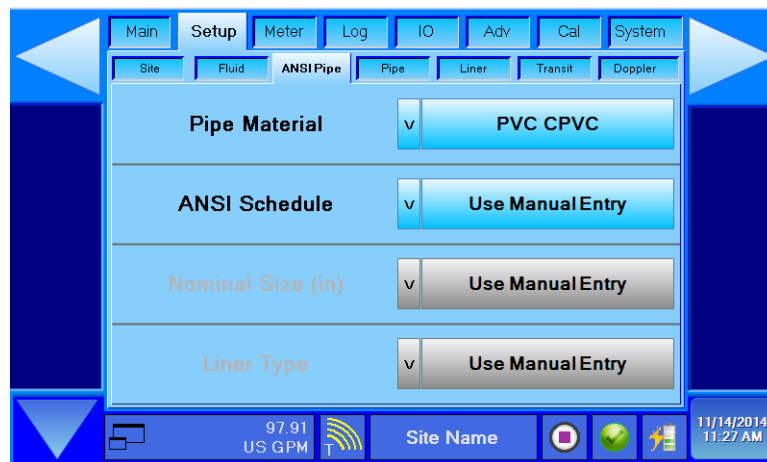 Main Setup Meter Log IO Adv Cal System
Site Fluid ANSI Pipe Pipe Liner Transit Doppler
Pipe Material v PVC CPVC
ANSI Schedule v Use Manual Entry
Nominal Size (in) v Use Manual Entry
Liner Type v Use Manual Entry
97.91
US GPM
T
Site Name
11/14/2014
11:27 AM